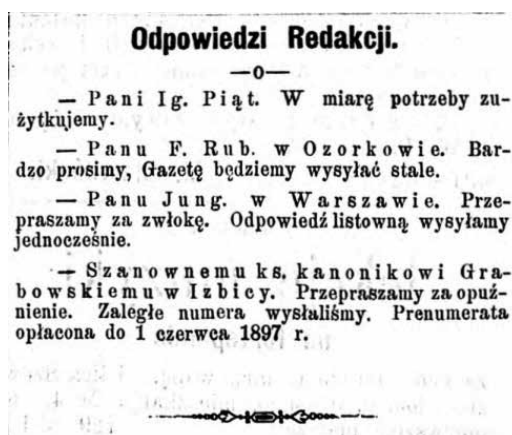 Odpowiedzi Redakcji.
—o—
— Pani Ig. Piąt. W miarę potrzeby zu-
żytkujemy.
— Panu F. Rub. w Ozorkowie. Bar-
dzo prosimy, Gazetę będziemy wysyłać stale.
— Panu Jung. w Warszawie. Prze-
praszamy za zwłokę. Odpowiedź listowną wysyłamy
jednocześnie.
— Szanownemu ks. kanonikowi Gra-
bowskiemu w Izbicy. Przepraszamy za opuź-
nienie. Zaległe numera wysłaliśmy. Prenumerata
opłacona do 1 czerwca 1897 r.